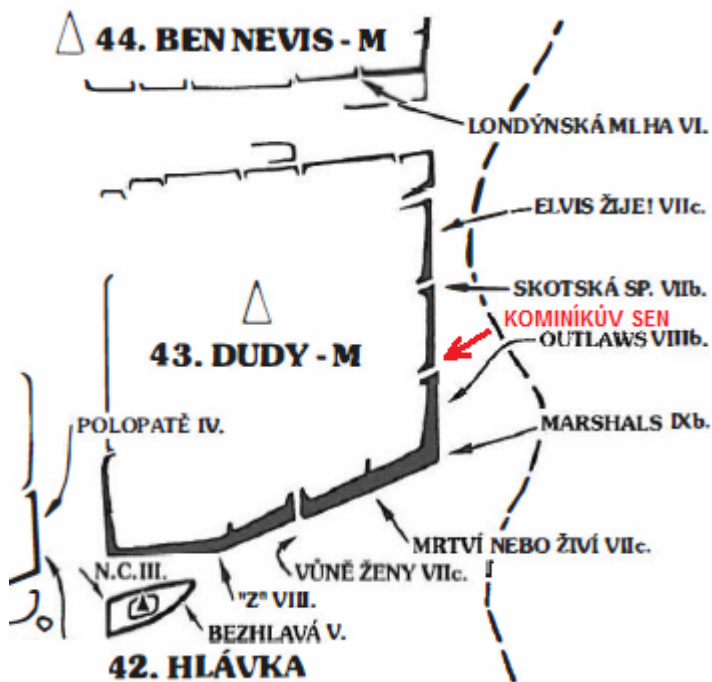 44. BEN NEVIS - M
LONDÝNSKÁ MLHA VI.
ELVIS ŽIJE! VIIc.
SKOTSKÁ SP. VIIb.
KOMINÍKŮV SEN
OUTLAWS VIIIb.
43. DUDY - M
POLOPATĚ IV.
MARSHALS IXb.
MRTVÍ NEBO ŽIVÍ VIIc.
N.C. III.
VŮNĚ ŽENY VIIc.
"Z" VIII.
BEZHLAVÁ V.
42. HLÁVKA